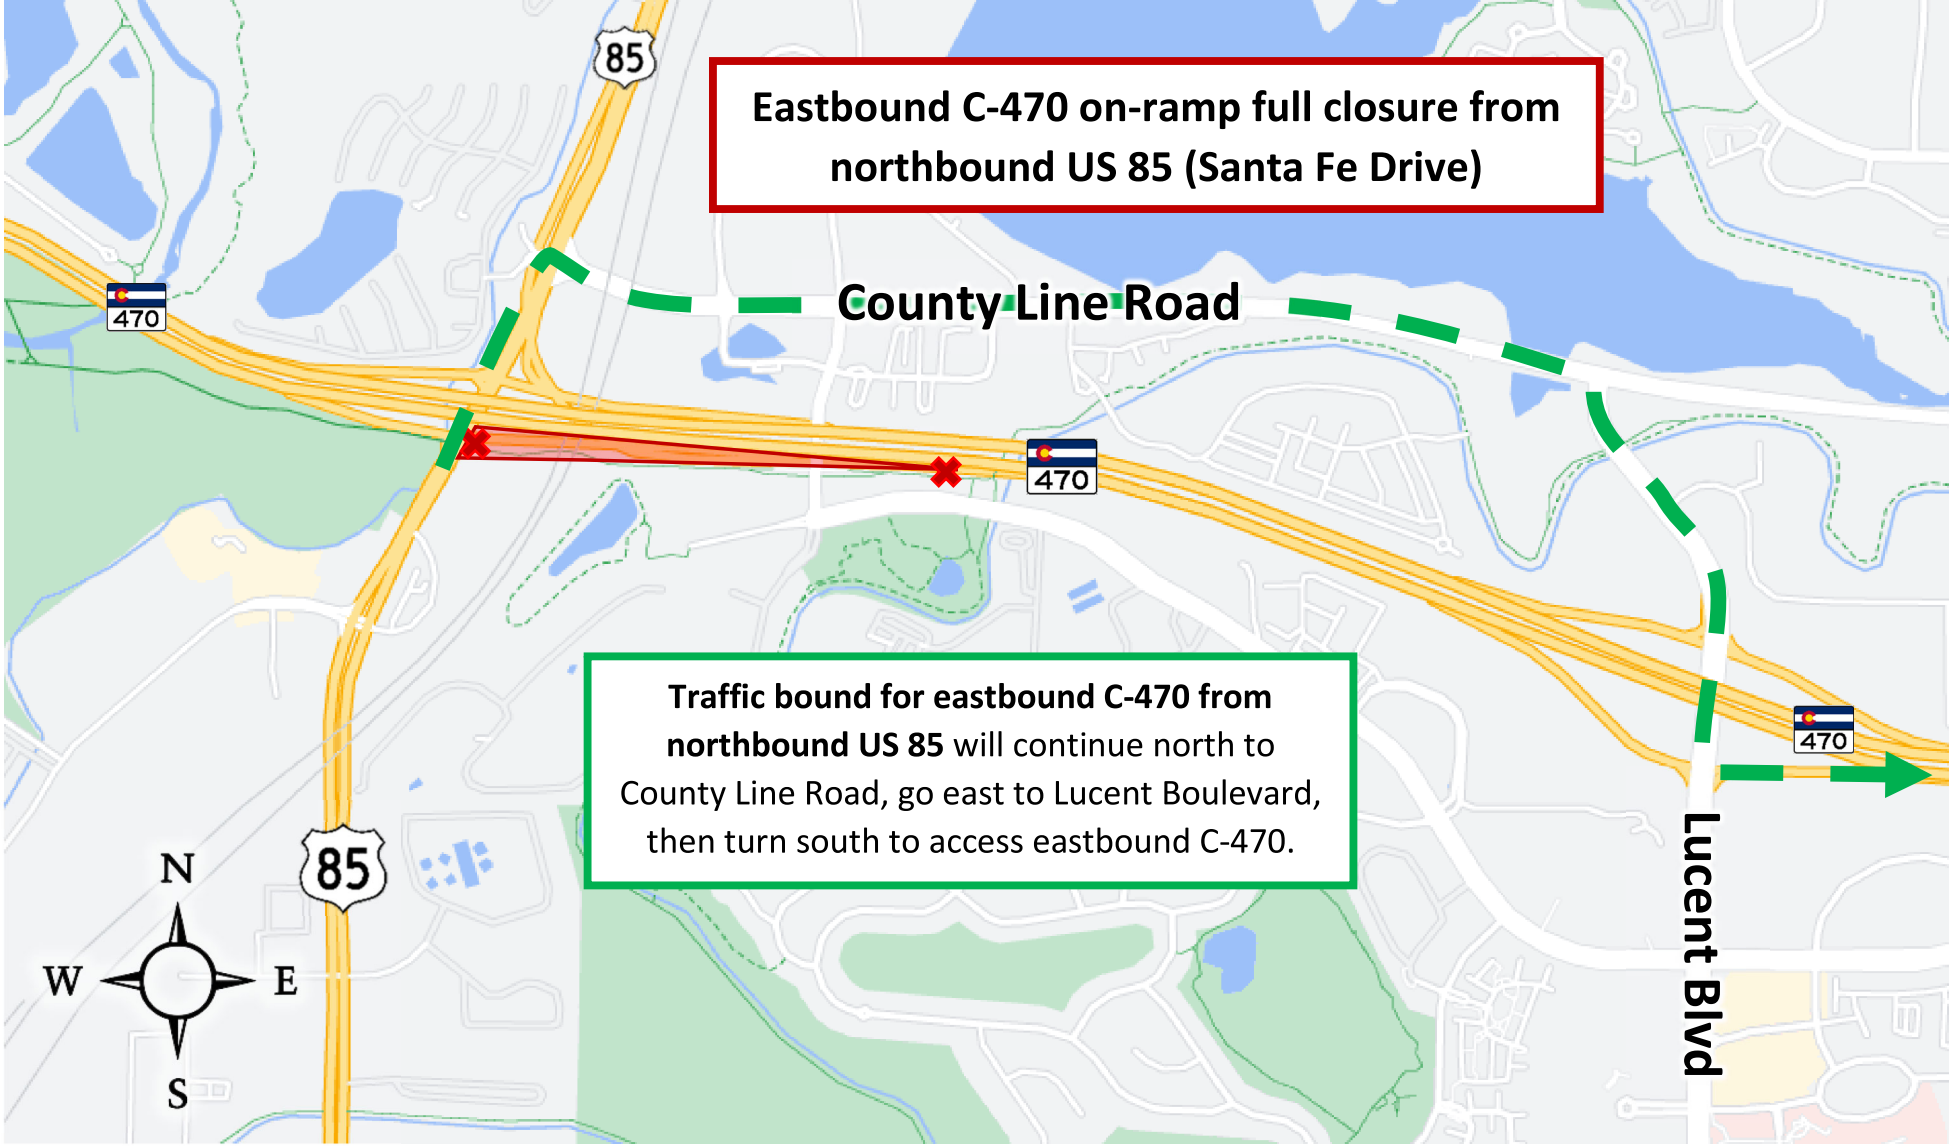 85
Eastbound C-470 on-ramp full closure from
northbound US 85 (Santa Fe Drive)
470
County Line Road
470
Traffic bound for eastbound C-470 from
northbound US 85 will continue north to
County Line Road, go east to Lucent Boulevard,
then turn south to access eastbound C-470.
470
85
Lucent Blvd
N
W
E
S